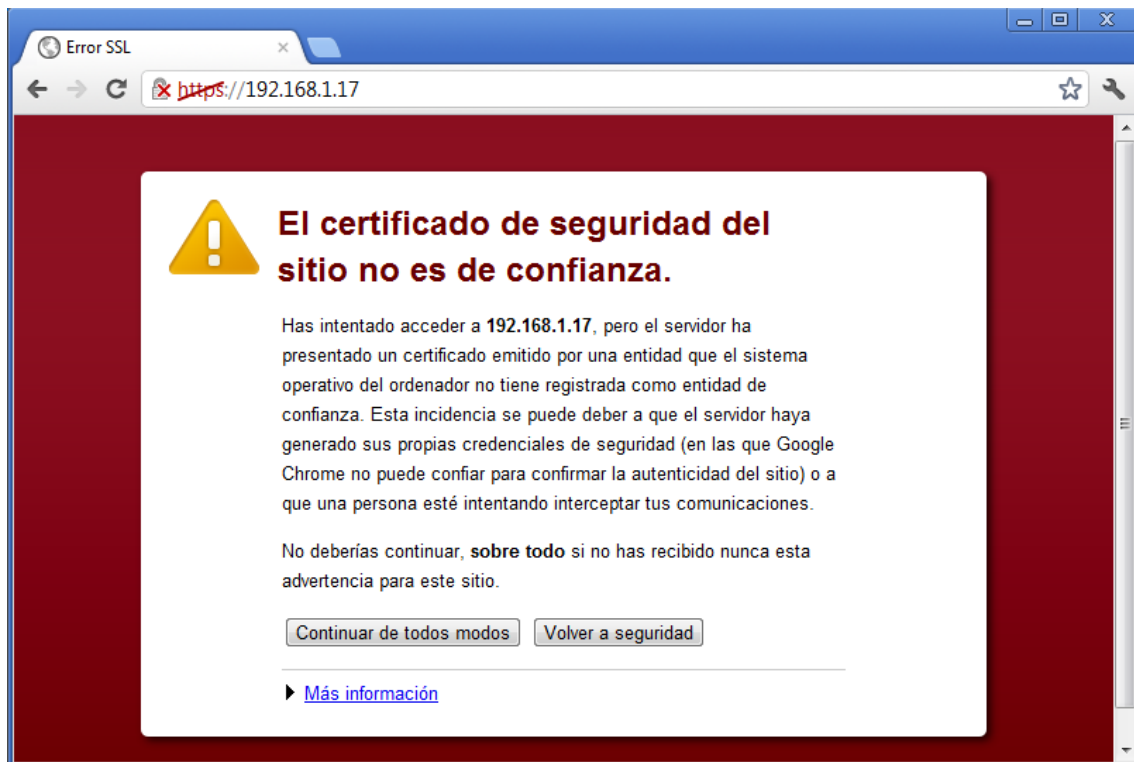 Error SSL
https://192.168.1.17
El certificado de seguridad del
sitio no es de confianza.
Has intentado acceder a 192.168.1.17, pero el servidor ha
presentado un certificado emitido por una entidad que el sistema
operativo del ordenador no tiene registrada como entidad de
confianza. Esta incidencia se puede deber a que el servidor haya
generado sus propias credenciales de seguridad (en las que Google
Chrome no puede confiar para confirmar la autenticidad del sitio) o a
que una persona esté intentando interceptar tus comunicaciones.
No deberías continuar, sobre todo si no has recibido nunca esta
advertencia para este sitio.
Continuar de todos modos Volver a seguridad
Más información